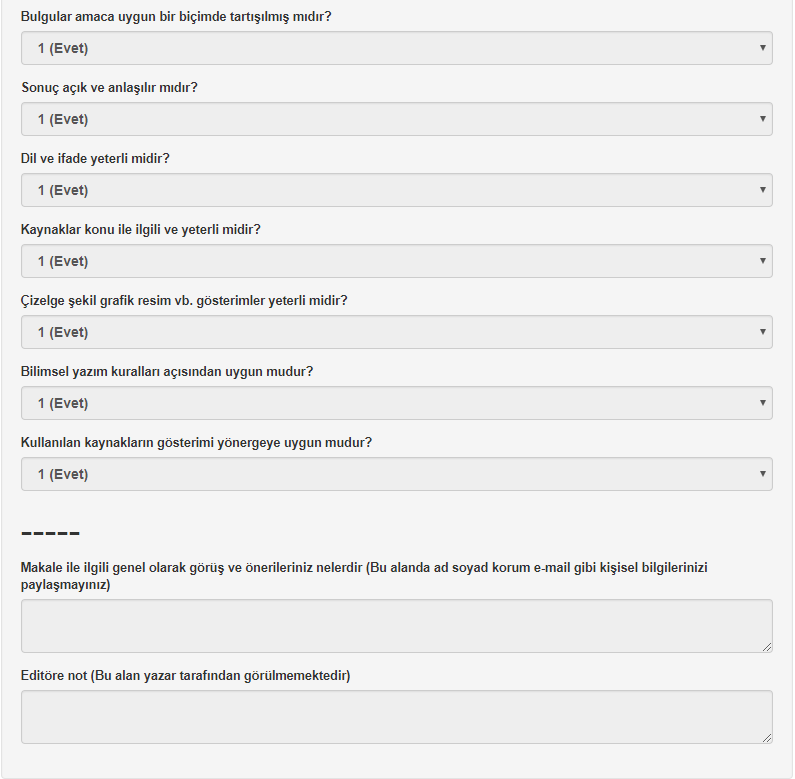 Bulgular amaca uygun bir biçimde tartışılmış mıdır?
1 (Evet)
Sonuç açık ve anlaşılır mıdır?
1 (Evet)
Dil ve ifade yeterli midir?
1 (Evet)
Kaynaklar konu ile ilgili ve yeterli midir?
1 (Evet)
Çizelge şekil grafik resim vb. gösterimler yeterli midir?
1 (Evet)
Bilimsel yazım kuralları açısından uygun mudur?
1 (Evet)
Kullanılan kaynakların gösterimi yönergeye uygun mudur?
1 (Evet)
-----
Makale ile ilgili genel olarak görüş ve önerileriniz nelerdir (Bu alanda ad soyad korum e-mail gibi kişisel bilgilerinizi
paylaşmayınız)
Editöre not (Bu alan yazar tarafından görülmemektedir)